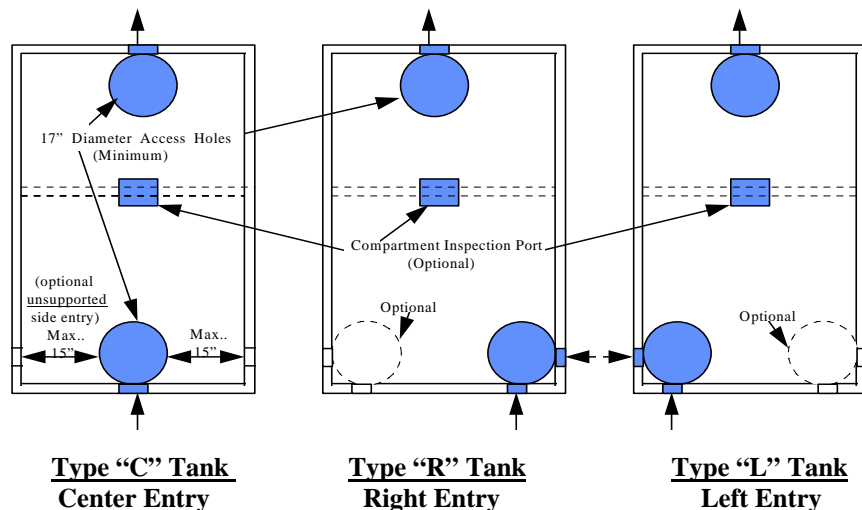 17” Diameter Access Holes
(Minimum)
Compartment Inspection Port
(Optional)
(optional
unsupported
side entry)
Max..
15”
Max..
15”
Optional
Optional
Type “C” Tank
Center Entry
Type “R” Tank
Right Entry
Type “L” Tank
Left Entry